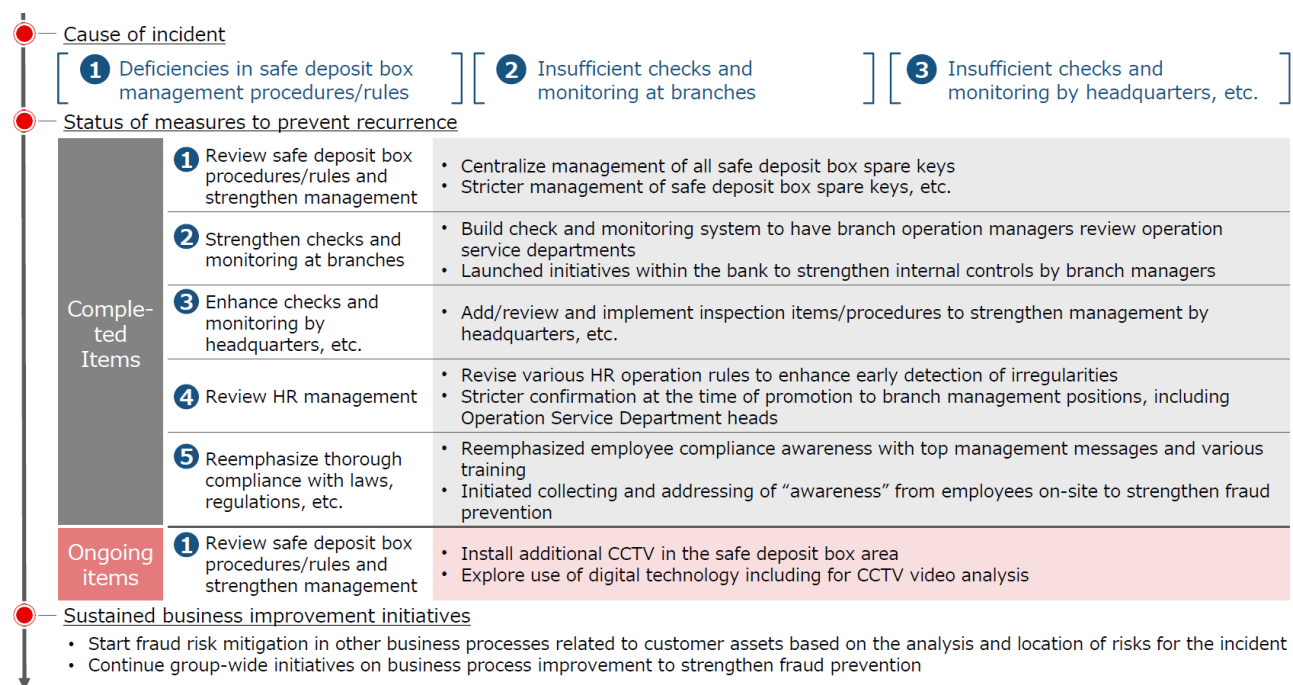 Cause of incident
1 Deficiencies in safe deposit box
management procedures/rules
2 Insufficient checks and
monitoring at branches
3 Insufficient checks and
monitoring by headquarters, etc.
Status of measures to prevent recurrence
Comple-
ted
Items
1 Review safe deposit box
procedures/rules and
strengthen management
• Centralize management of all safe deposit box spare keys
• Stricter management of safe deposit box spare keys, etc.
2 Strengthen checks and
monitoring at branches
• Build check and monitoring system to have branch operation managers review operation
service departments
• Launched initiatives within the bank to strengthen internal controls by branch managers
3 Enhance checks and
monitoring by
headquarters, etc.
• Add/review and implement inspection items/procedures to strengthen management by
headquarters, etc.
4 Review HR management
• Revise various HR operation rules to enhance early detection of irregularities
• Stricter confirmation at the time of promotion to branch management positions, including
Operation Service Department heads
5 Reemphasize thorough
compliance with laws,
regulations, etc.
• Reemphasized employee compliance awareness with top management messages and various
training
• Initiated collecting and addressing of “awareness” from employees on-site to strengthen fraud
prevention
Ongoing
items
1 Review safe deposit box
procedures/rules and
strengthen management
• Install additional CCTV in the safe deposit box area
• Explore use of digital technology including for CCTV video analysis
Sustained business improvement initiatives
• Start fraud risk mitigation in other business processes related to customer assets based on the analysis and location of risks for the incident
• Continue group-wide initiatives on business process improvement to strengthen fraud prevention